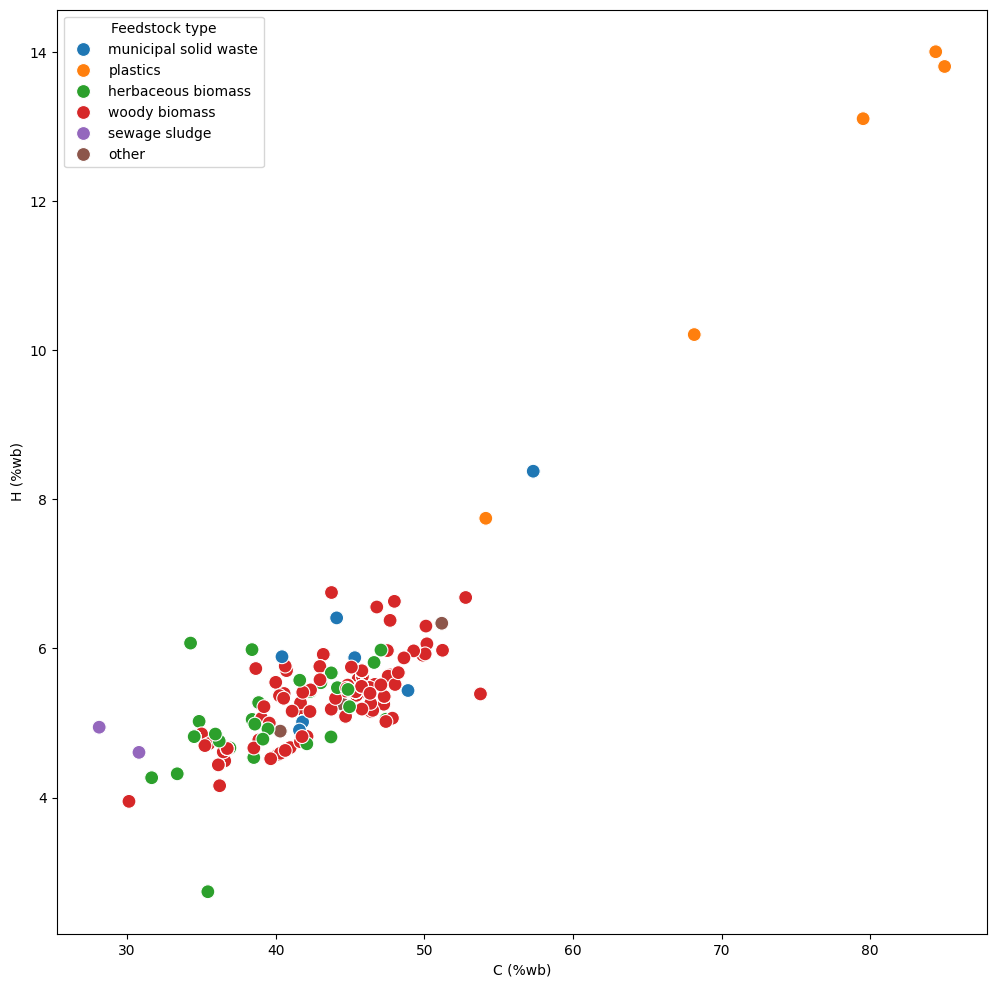 Feedstock type
municipal solid waste
plastics
herbaceous biomass
woody biomass
sewage sludge
other
14
12
10
8
6
4
H (%wb)
30 40 50 60 70 80
C (%wb)